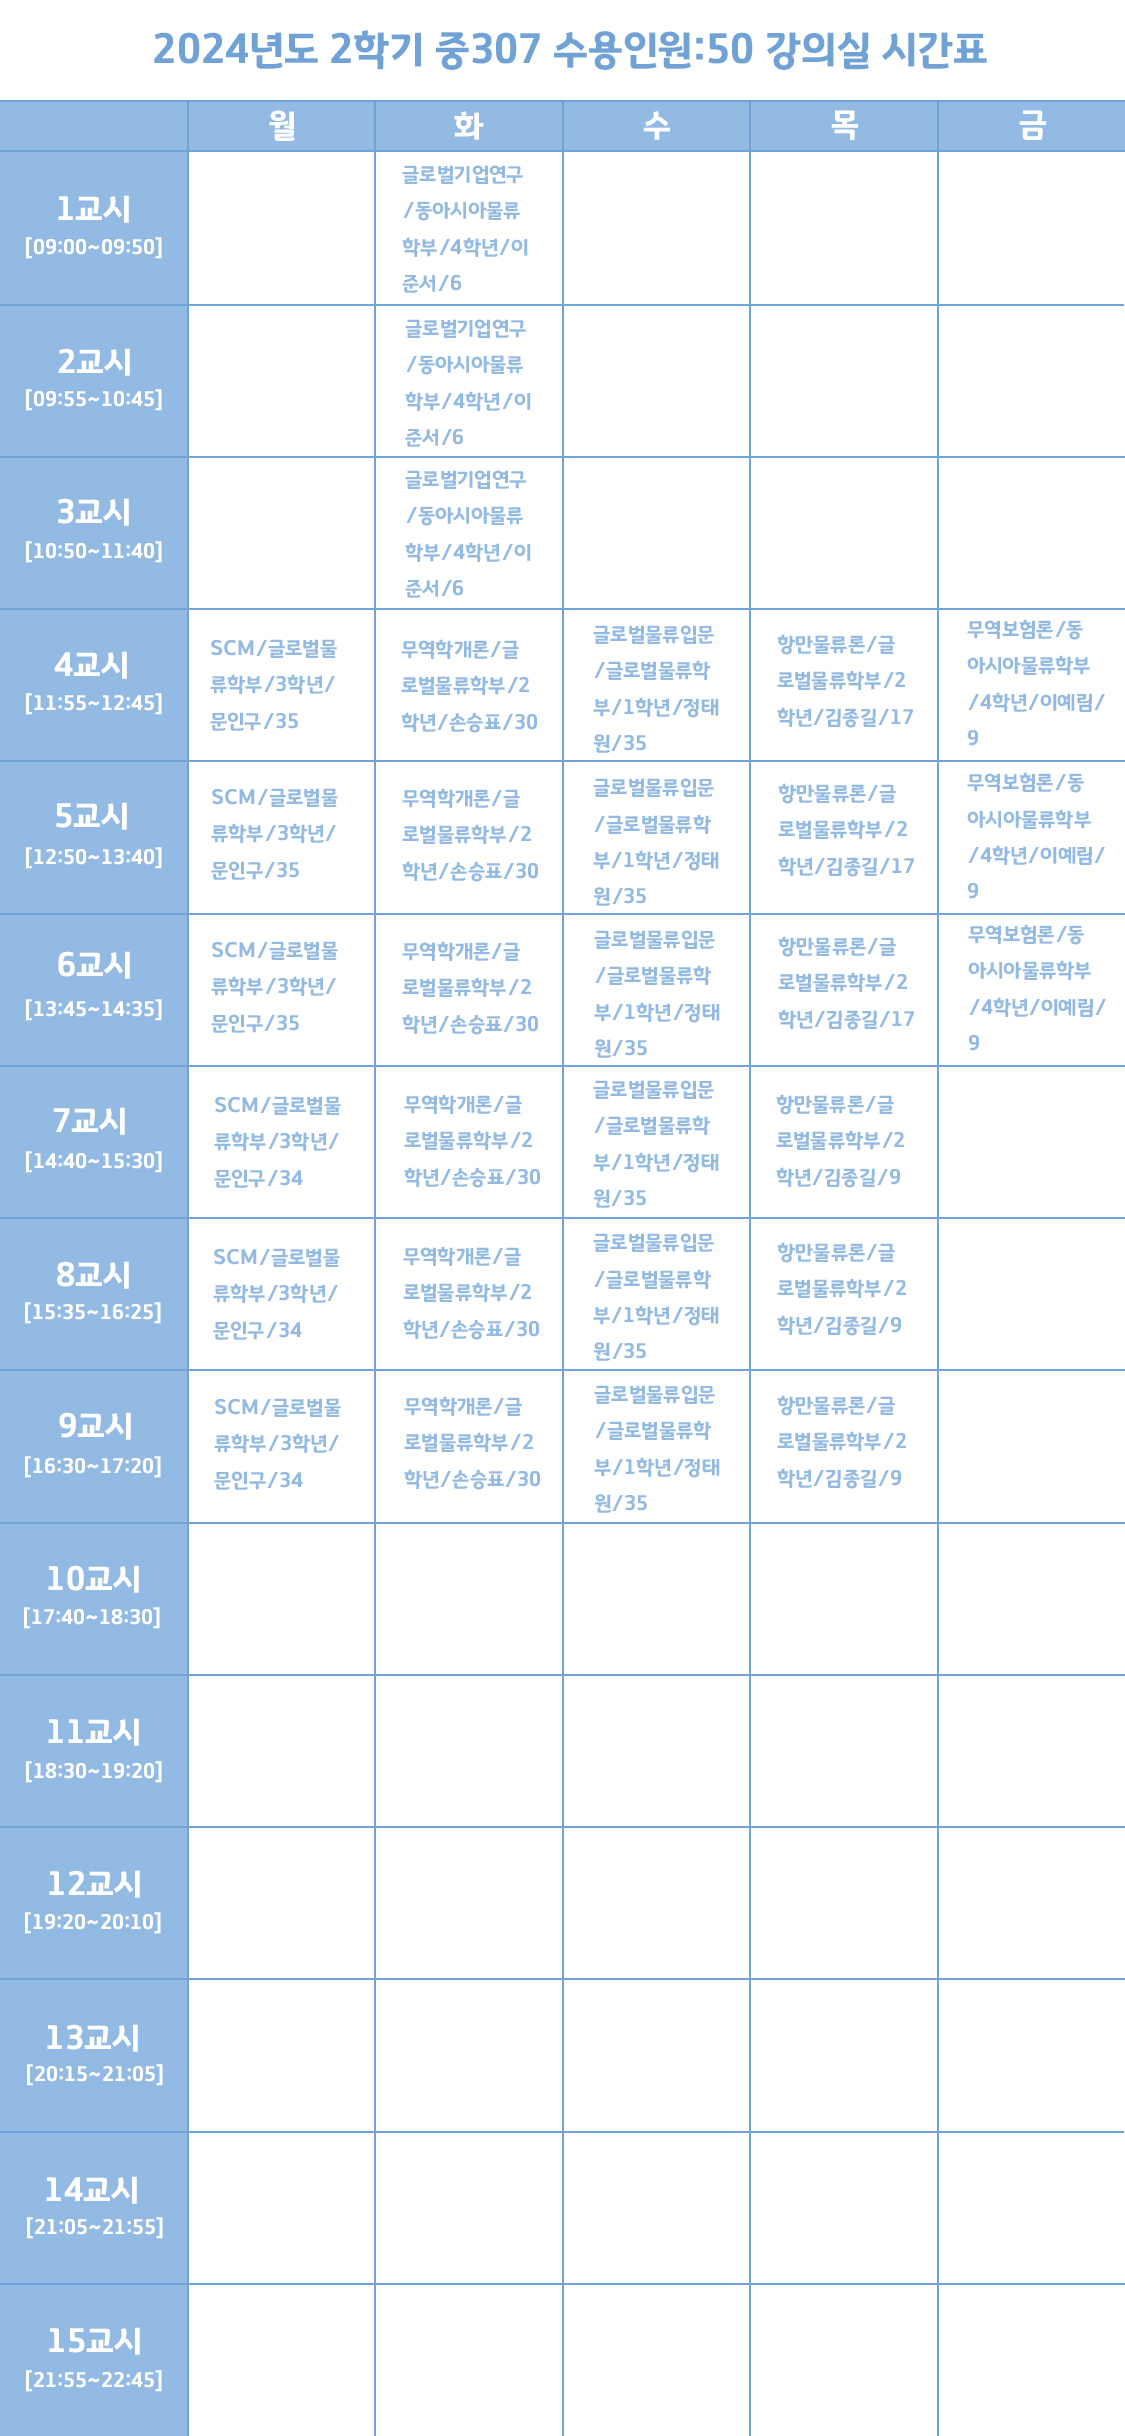 2024년도 2학기 중307 수용인원:50 강의실 시간표
월 화 수 목 금
1교시
[09:00~09:50]
글로벌기업연구
/동아시아물류
학부/4학년/이
준서/6
2교시
[09:55~10:45]
글로벌기업연구
/동아시아물류
학부/4학년/이
준서/6
3교시
[10:50~11:40]
글로벌기업연구
/동아시아물류
학부/4학년/이
준서/6
4교시
[11:55~12:45]
SCM/글로벌물
류학부/3학년/
문인구/35
무역학개론/글
로벌물류학부/2
학년/손승표/30
글로벌물류입문
/글로벌물류학
부/1학년/정태
원/35
항만물류론/글
로벌물류학부/2
학년/김종길/17
무역보험론/동
아시아물류학부
/4학년/이예림/
9
5교시
[12:50~13:40]
SCM/글로벌물
류학부/3학년/
문인구/35
무역학개론/글
로벌물류학부/2
학년/손승표/30
글로벌물류입문
/글로벌물류학
부/1학년/정태
원/35
항만물류론/글
로벌물류학부/2
학년/김종길/17
무역보험론/동
아시아물류학부
/4학년/이예림/
9
6교시
[13:45~14:35]
SCM/글로벌물
류학부/3학년/
문인구/35
무역학개론/글
로벌물류학부/2
학년/손승표/30
글로벌물류입문
/글로벌물류학
부/1학년/정태
원/35
항만물류론/글
로벌물류학부/2
학년/김종길/17
무역보험론/동
아시아물류학부
/4학년/이예림/
9
7교시
[14:40~15:30]
SCM/글로벌물
류학부/3학년/
문인구/34
무역학개론/글
로벌물류학부/2
학년/손승표/30
글로벌물류입문
/글로벌물류학
부/1학년/정태
원/35
항만물류론/글
로벌물류학부/2
학년/김종길/9
8교시
[15:35~16:25]
SCM/글로벌물
류학부/3학년/
문인구/34
무역학개론/글
로벌물류학부/2
학년/손승표/30
글로벌물류입문
/글로벌물류학
부/1학년/정태
원/35
항만물류론/글
로벌물류학부/2
학년/김종길/9
9교시
[16:30~17:20]
SCM/글로벌물
류학부/3학년/
문인구/34
무역학개론/글
로벌물류학부/2
학년/손승표/30
글로벌물류입문
/글로벌물류학
부/1학년/정태
원/35
항만물류론/글
로벌물류학부/2
학년/김종길/9
10교시
[17:40~18:30]
11교시
[18:30~19:20]
12교시
[19:20~20:10]
13교시
[20:15~21:05]
14교시
[21:05~21:55]
15교시
[21:55~22:45]